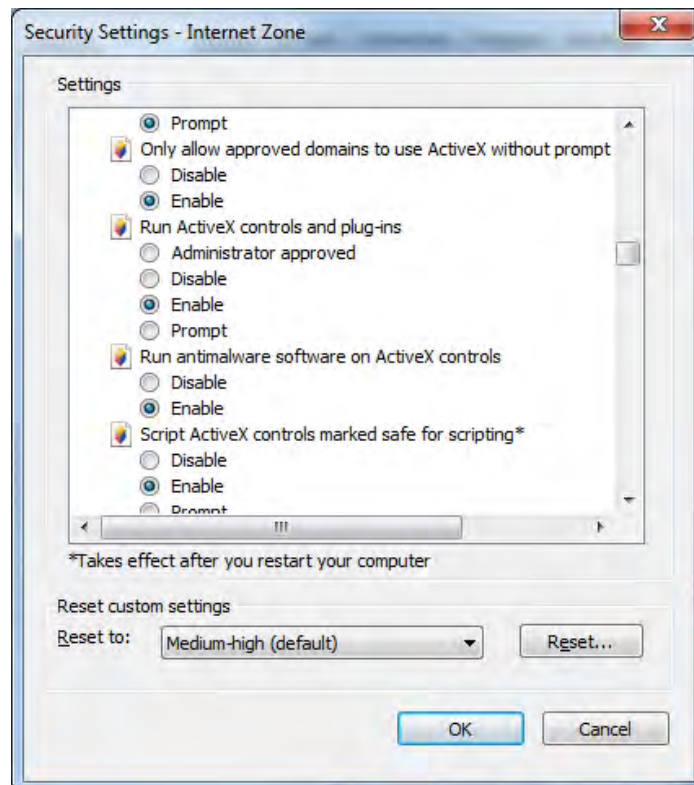 Security Settings - Internet Zone
Settings
Prompt
Only allow approved domains to use ActiveX without prompt
Disable
Enable
Run ActiveX controls and plug-ins
Administrator approved
Disable
Enable
Prompt
Run antimalware software on ActiveX controls
Disable
Enable
Script ActiveX controls marked safe for scripting*
Disable
Enable
Prompt
*Takes effect after you restart your computer
Reset custom settings
Reset to:
Medium-high (default)
Reset...
OK
Cancel